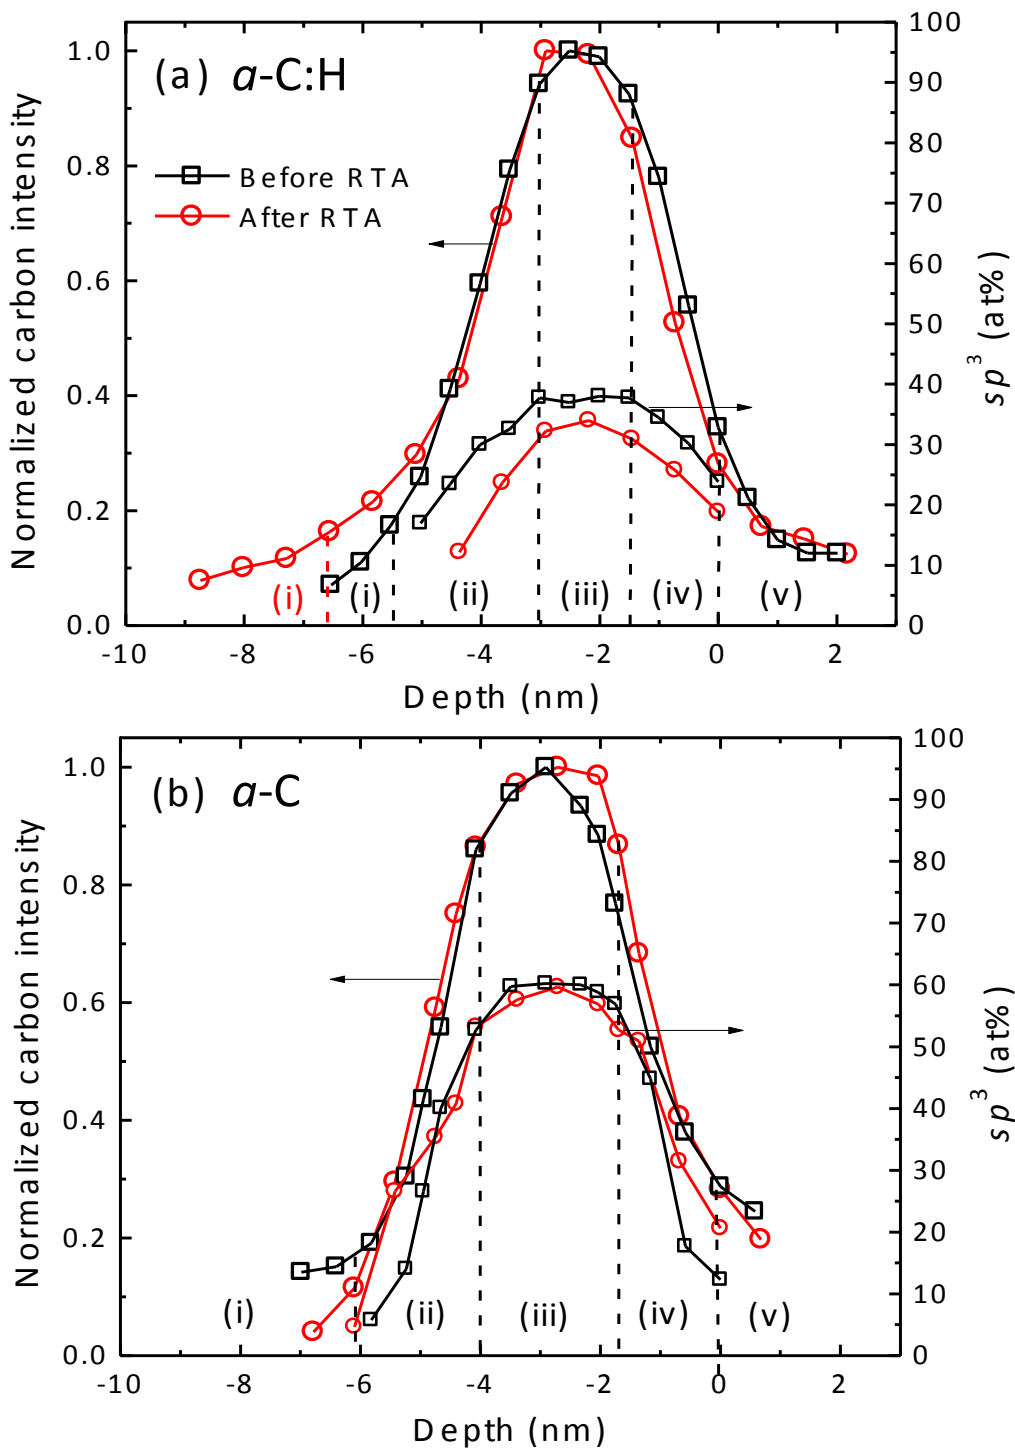 (a) a-C:H
Before RTA
After RTA
Normalized carbon intensity
1.0
0.8
0.6
0.4
0.2
0.0
100
90
80
70
60
50
40
30
20
10
0
sp³ (at%)
(i) (i) (ii) (iii) (iv) (v)
-10 -8 -6 -4 -2 0 2
Depth (nm)
(b) a-C
Normalized carbon intensity
1.0
0.8
0.6
0.4
0.2
0.0
100
90
80
70
60
50
40
30
20
10
0
sp³ (at%)
(i) (ii) (iii) (iv) (v)
-10 -8 -6 -4 -2 0 2
Depth (nm)